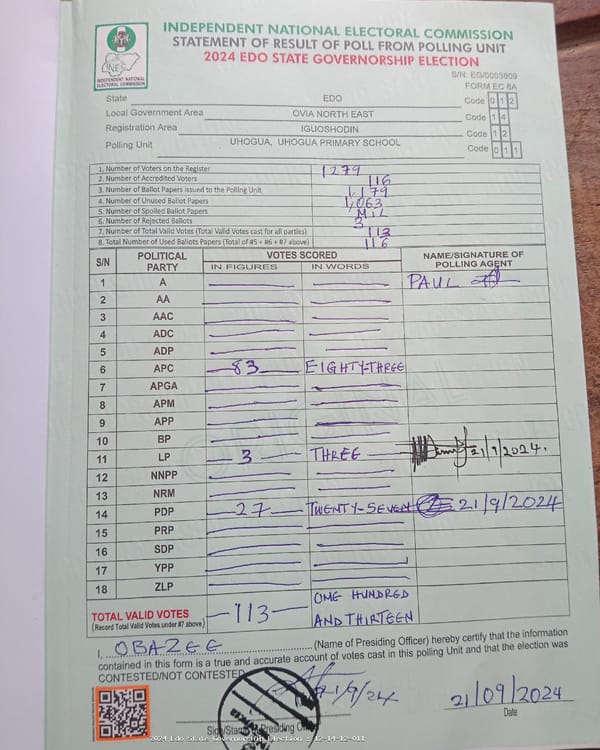 INDEPENDENT NATIONAL ELECTORAL COMMISSION
STATEMENT OF RESULT OF POLL FROM POLLING UNIT
2024 EDO STATE GOVERNORSHIP ELECTION
INDEPENDENT NATIONAL ELECTORAL COMMISSION
S/N: EG/0003809
FORM EC 8A
State EDO Code 0 1 2
Local Government Area OVIA NORTH EAST Code 1 4
Registration Area IGUOSHODIN Code 1 2
Polling Unit UHOGUA, UHOGUA PRIMARY SCHOOL Code 0 1 1
1. Number of Voters on the Register 1279
2. Number of Accredited Voters 116
3. Number of Ballot Papers issued to the Polling Unit 1,179
4. Number of Unused Ballot Papers 1,063
5. Number of Spoiled Ballot Papers NIL
6. Number of Rejected Ballots 3
7. Number of Total Valid Votes (Total Valid Votes cast for all parties) 113
8. Total Number of Used Ballots Papers (Total of #5 + #6 + #7 above) 116
S/N POLITICAL PARTY VOTES SCORED NAME/SIGNATURE OF POLLING AGENT
IN FIGURES IN WORDS
1 A PAUL
2 AA
3 AAC
4 ADC
5 ADP
6 APC 83 EIGHTY-THREE
7 APGA
8 APM
9 APP
10 BP
11 LP 3 THREE 21/9/2024.
12 NNPP
13 NRM
14 PDP 27 TWENTY-SEVEN 21/9/2024
15 PRP
16 SDP
17 YPP
18 ZLP
TOTAL VALID VOTES 113 ONE HUNDRED AND THIRTEEN
(Record Total Valid Votes under #7 above)
I, OBAZEE (Name of Presiding Officer) hereby certify that the information
contained in this form is a true and accurate account of votes cast in this polling Unit and that the election was
CONTESTED/NOT CONTESTED
21/9/24
21/09/2024
Sign/Stamp of Presiding Date
2024 Edo State Governorship Election - 12-14-12-011